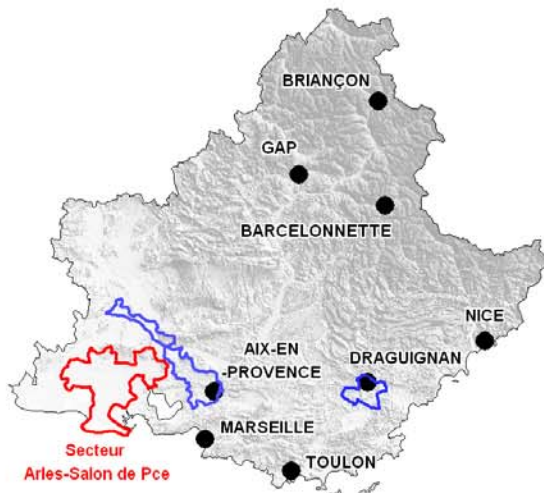 BRIANÇON
GAP
BARCELONNETTE
NICE
AIX-EN
-PROVENCE
DRAGUIGNAN
MARSEILLE
Secteur
Arles-Salon de Pce
TOULON